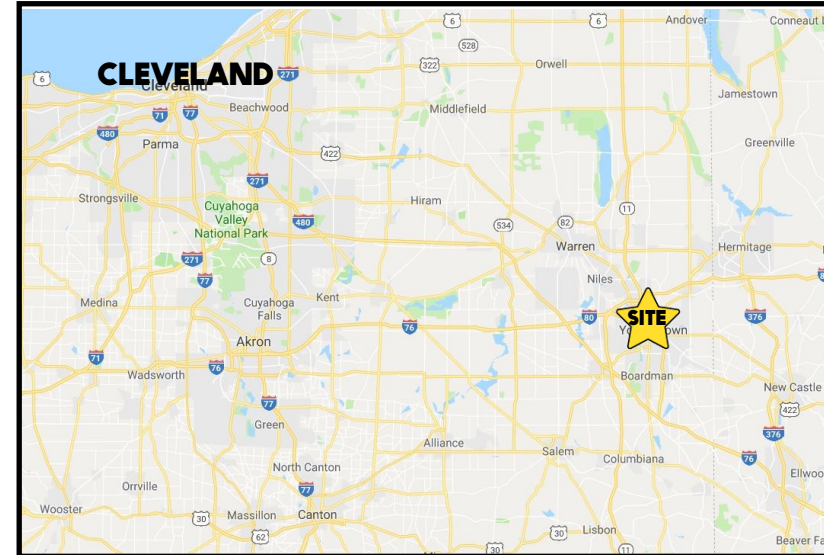 6
6
Andover
Conneaut L
528
CLEVELAND
271
322
Orwell
6
Cleveland
Jamestown
71
77
Beachwood
Middlefield
480
Parma
422
Greenville
271
Strongsville
Cuyahoga
Valley
National Park
480
Hiram
534
82
11
Warren
Hermitage
271
8
77
Niles
Medina
Cuyahoga
Falls
Kent
76
80
SITE
376
Akron
71
76
Wadsworth
Boardman
77
New Castle
422
Green
376
Alliance
Salem
Columbiana
76
North Canton
Ellwoo
Orrville
77
Wooster
30
Massillon
Canton
62
30
Lisbon
30
11
Beaver Fa